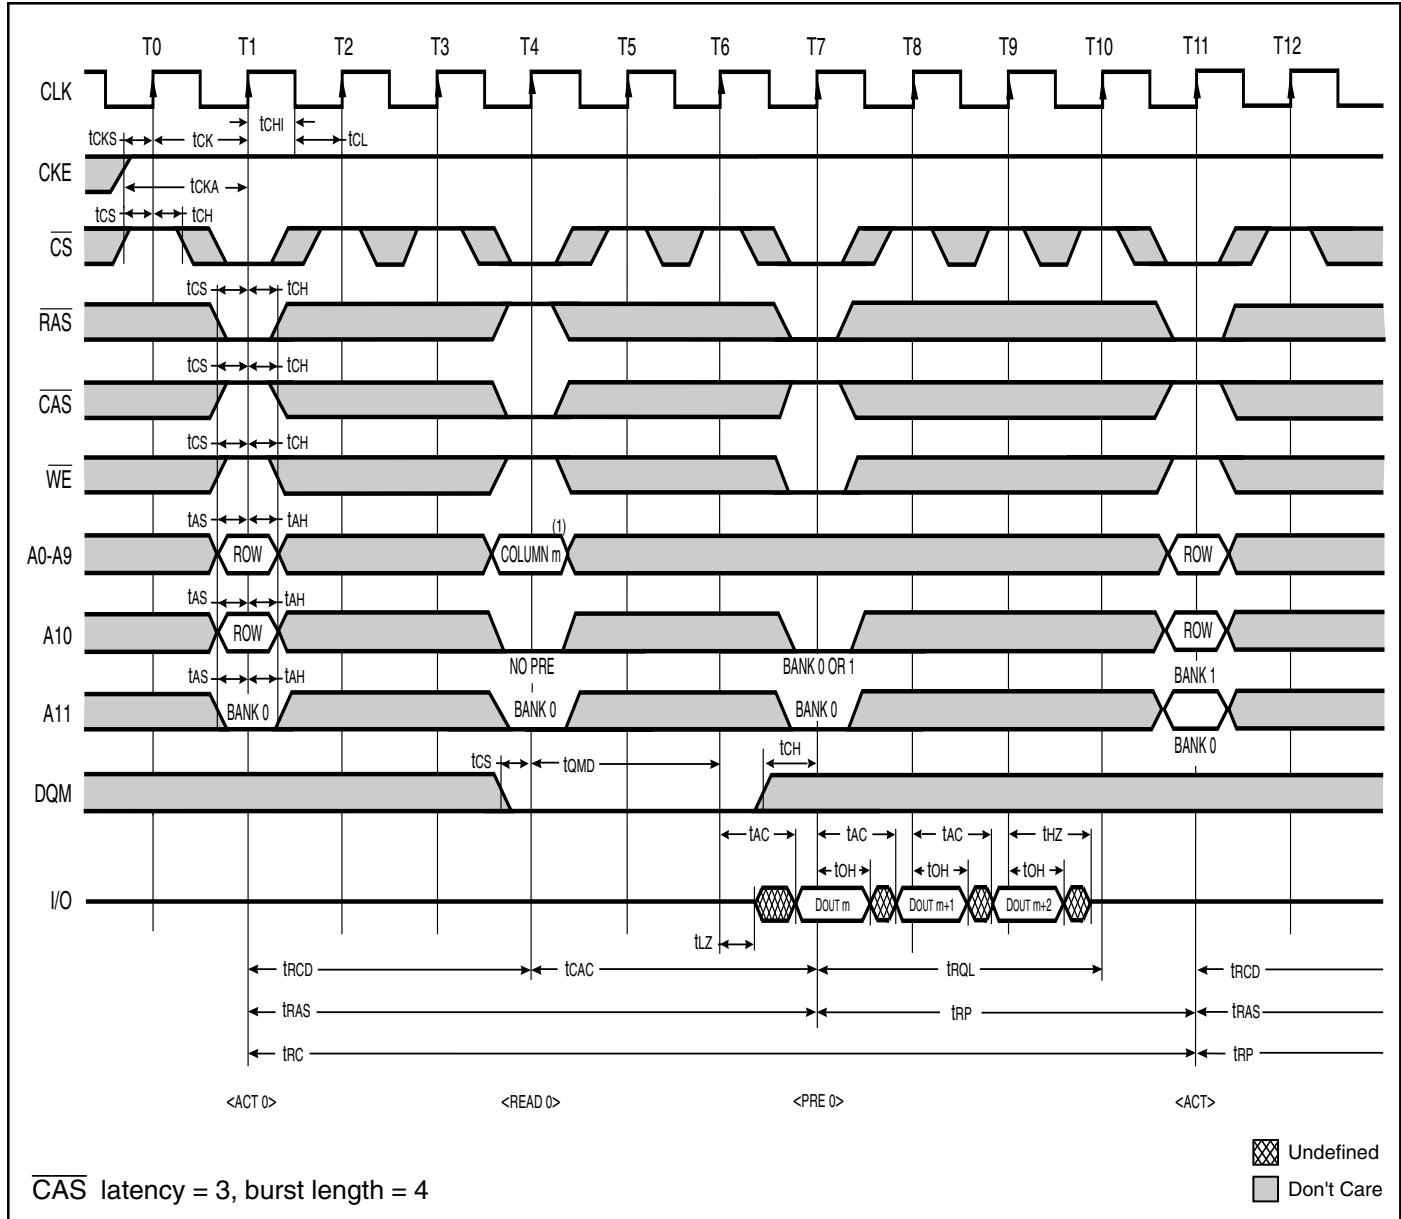 T0 T1 T2 T3 T4 T5 T6 T7 T8 T9 T10 T11 T12
CLK
tCHI
tCKS tCK tCL
CKE
tCKA
tCS tCH
CS
tCS tCH
RAS
tCS tCH
CAS
tCS tCH
WE
tAS tAH (1)
A0-A9 ROW COLUMN m ROW
tAS tAH
A10 ROW ROW
NO PRE BANK 0 OR 1 BANK 1
tAS tAH
A11 BANK 0 BANK 0 BANK 0
BANK 0
tCS tQMD tCH
DQM
tAC tAC tAC tHZ
tOH tOH tOH
I/O DOUT m DOUT m+1 DOUT m+2
tLZ
tRCD tCAC tRQL tRCD
tRAS tRP tRAS
tRC tRP
<ACT 0> <READ 0> <PRE 0> <ACT>
Undefined
CAS latency = 3, burst length = 4
Don't Care